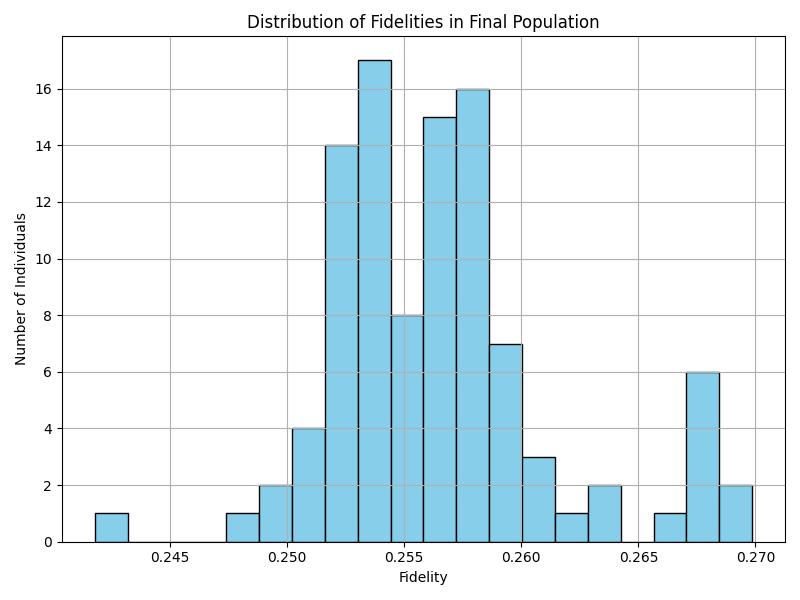 Distribution of Fidelities in Final Population
Number of Individuals
16
14
12
10
8
6
4
2
0
0.245 0.250 0.255 0.260 0.265 0.270
Fidelity